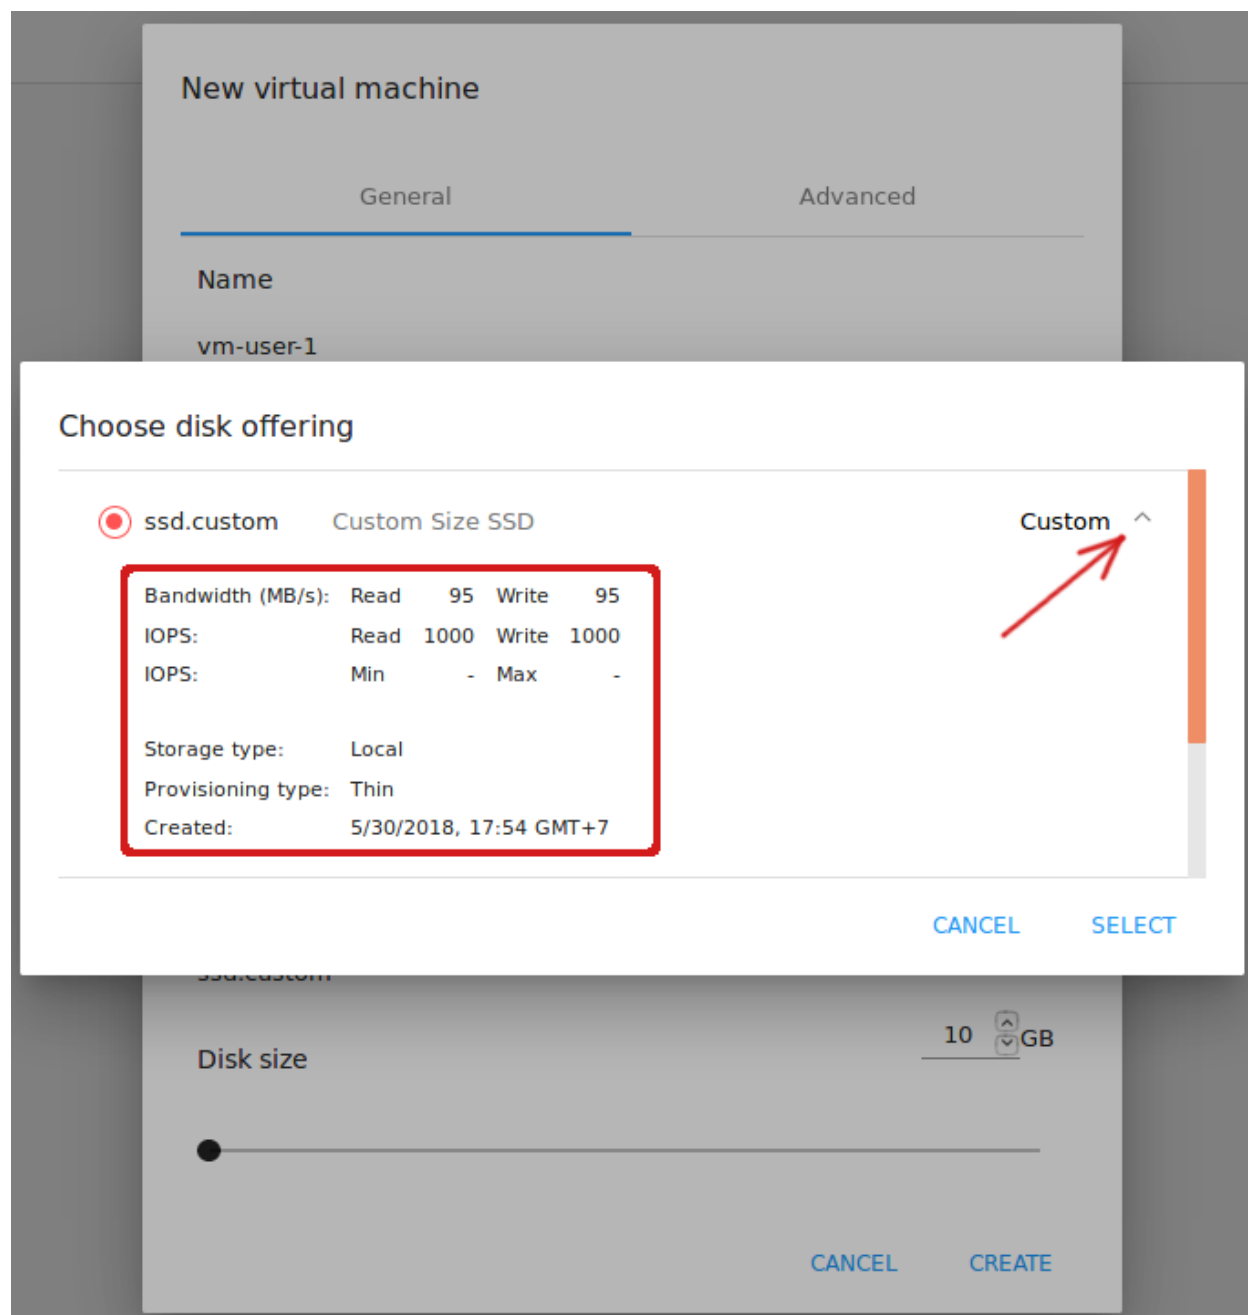 New virtual machine
General Advanced
Name
vm-user-1
Choose disk offering
ssd.custom Custom Size SSD Custom
Bandwidth (MB/s): Read 95 Write 95
IOPS: Read 1000 Write 1000
IOPS: Min - Max -
Storage type: Local
Provisioning type: Thin
Created: 5/30/2018, 17:54 GMT+7
CANCEL SELECT
ssd.custom
10 GB
Disk size
CANCEL CREATE